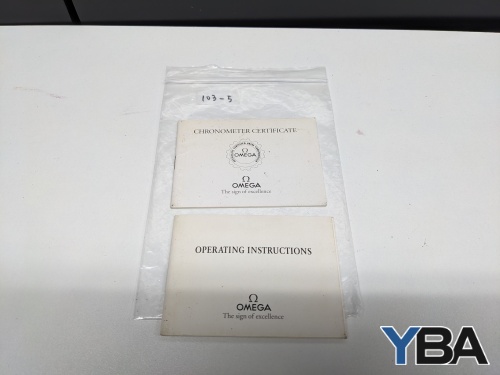 103-5
CHRONOMETER CERTIFICATE
Ω
OMEGA
Ω
OMEGA
The sign of excellence
OPERATING INSTRUCTIONS
Ω
OMEGA
The sign of excellence
YBA